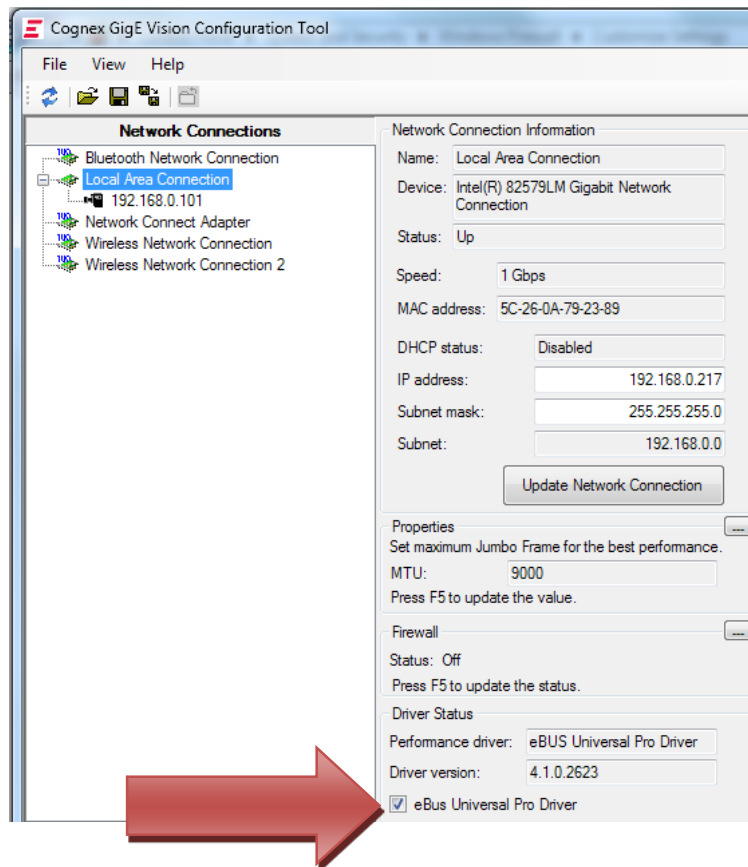 Cognex GigE Vision Configuration Tool
File View Help
Network Connections
Bluetooth Network Connection
Local Area Connection
192.168.0.101
Network Connect Adapter
Wireless Network Connection
Wireless Network Connection 2
Network Connection Information
Name: Local Area Connection
Device: Intel(R) 82579LM Gigabit Network
Connection
Status: Up
Speed: 1 Gbps
MAC address: 5C-26-0A-79-23-89
DHCP status: Disabled
IP address: 192.168.0.217
Subnet mask: 255.255.255.0
Subnet: 192.168.0.0
Update Network Connection
Properties
...
Set maximum Jumbo Frame for the best performance.
MTU: 9000
Press F5 to update the value.
Firewall
...
Status: Off
Press F5 to update the status.
Driver Status
Performance driver: eBUS Universal Pro Driver
Driver version: 4.1.0.2623
eBus Universal Pro Driver